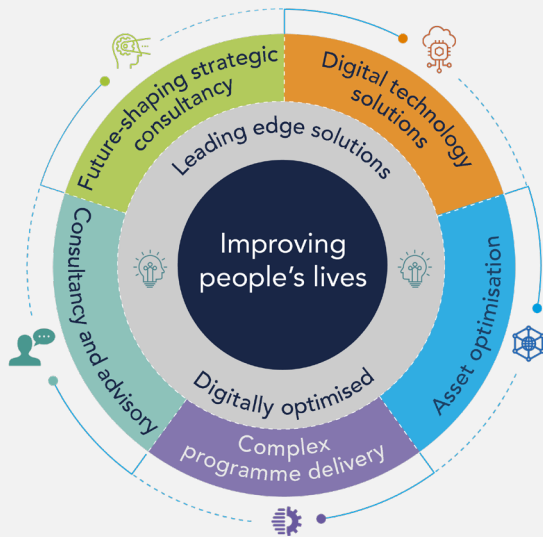 Future-shaping strategic
consultancy
Digital technology
solutions
Leading edge solutions
Improving
people's lives
Consultancy and advisory
Asset optimisation
Digitally optimised
Complex
programme delivery